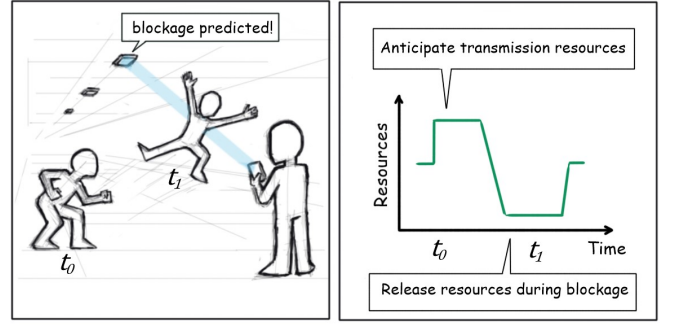 blockage predicted!
t₁
t₀
Anticipate transmission resources
Resources
t₀
t₁
Time
Release resources during blockage